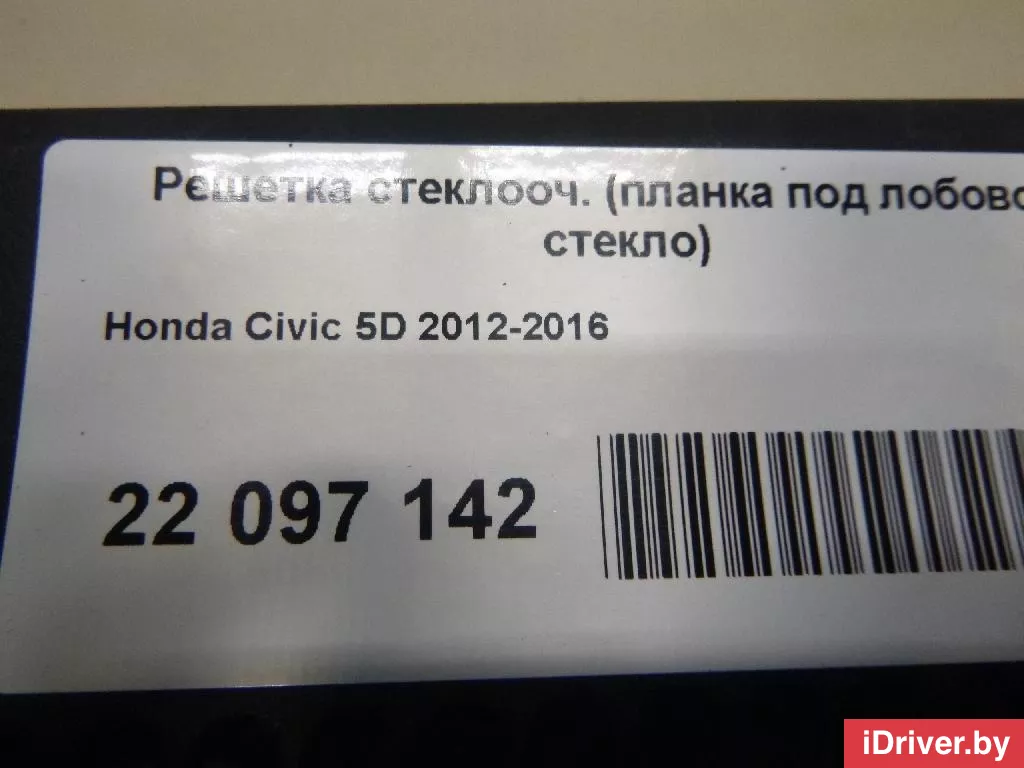 Решетка стеклооч. (планка под лобово
стекло)
Honda Civic 5D 2012-2016
22 097 142
iDriver.by